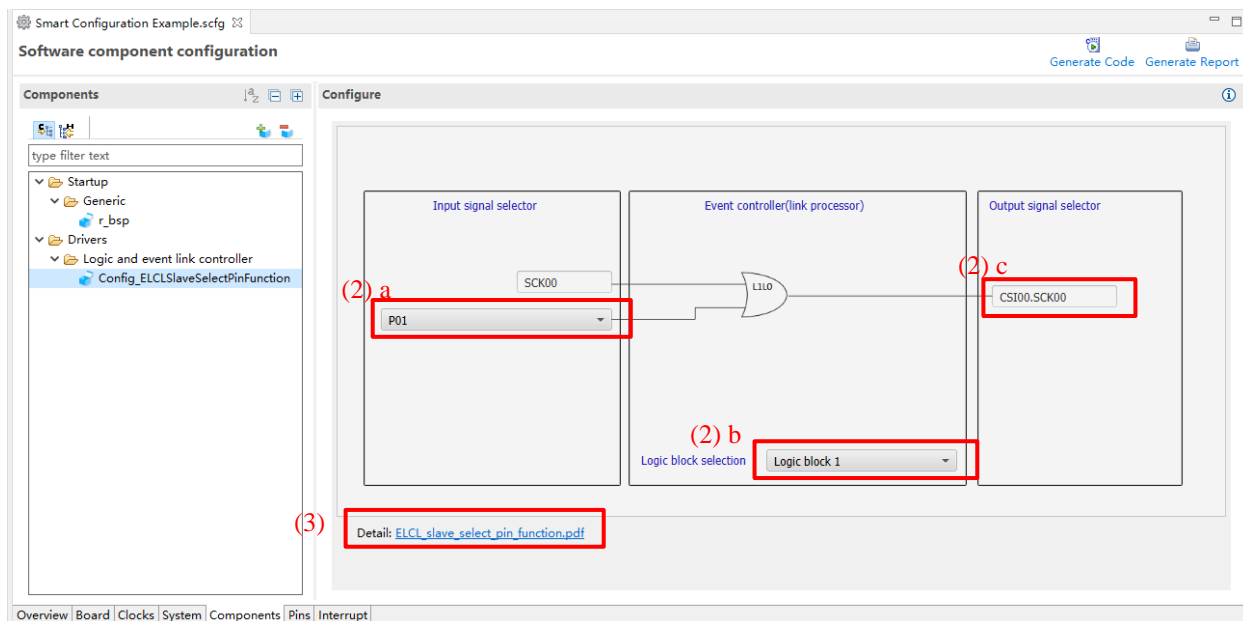 Smart Configuration Example.scfg
Software component configuration
Generate Code Generate Report
Components
Configure
type filter text
Startup
Generic
r_bsp
Drivers
Logic and event link controller
Config_ELCLSlaveSelectPinFunction
Input signal selector
Event controller(link processor)
Output signal selector
(2) a
SCK00
P01
L1L0
(2) c
CSI00.SCK00
(2) b
Logic block selection
Logic block 1
(3)
Detail: ELCL_slave_select_pin_function.pdf
Overview Board Clocks System Components Pins Interrupt